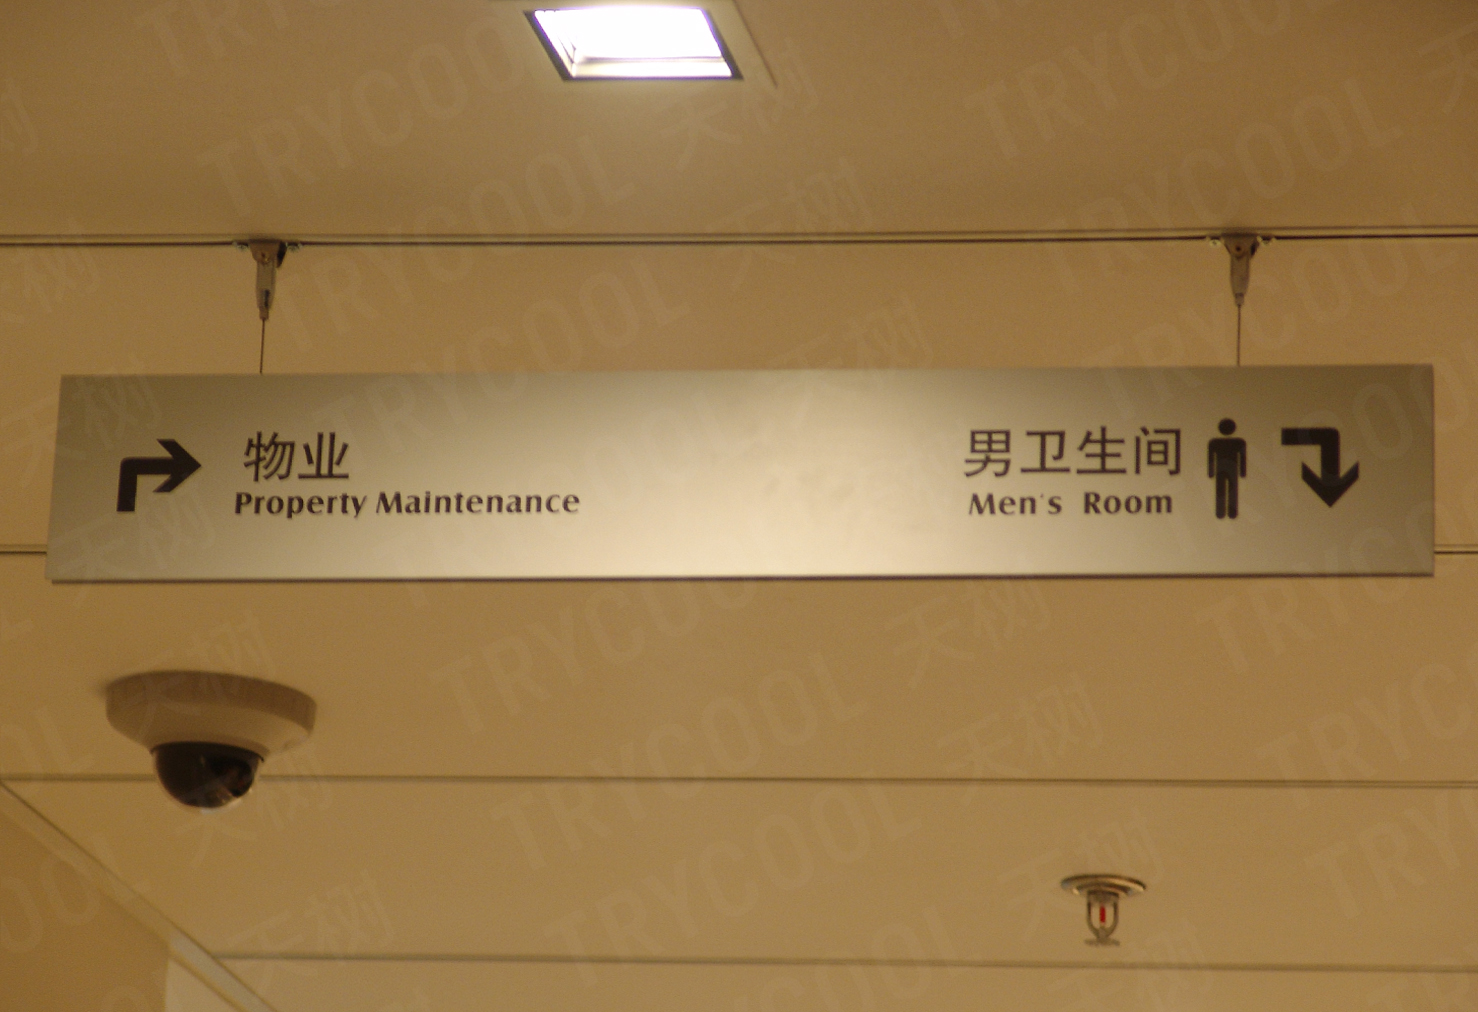 物业
Property Maintenance
男卫生间
Men's Room
TRYCOOL 天树